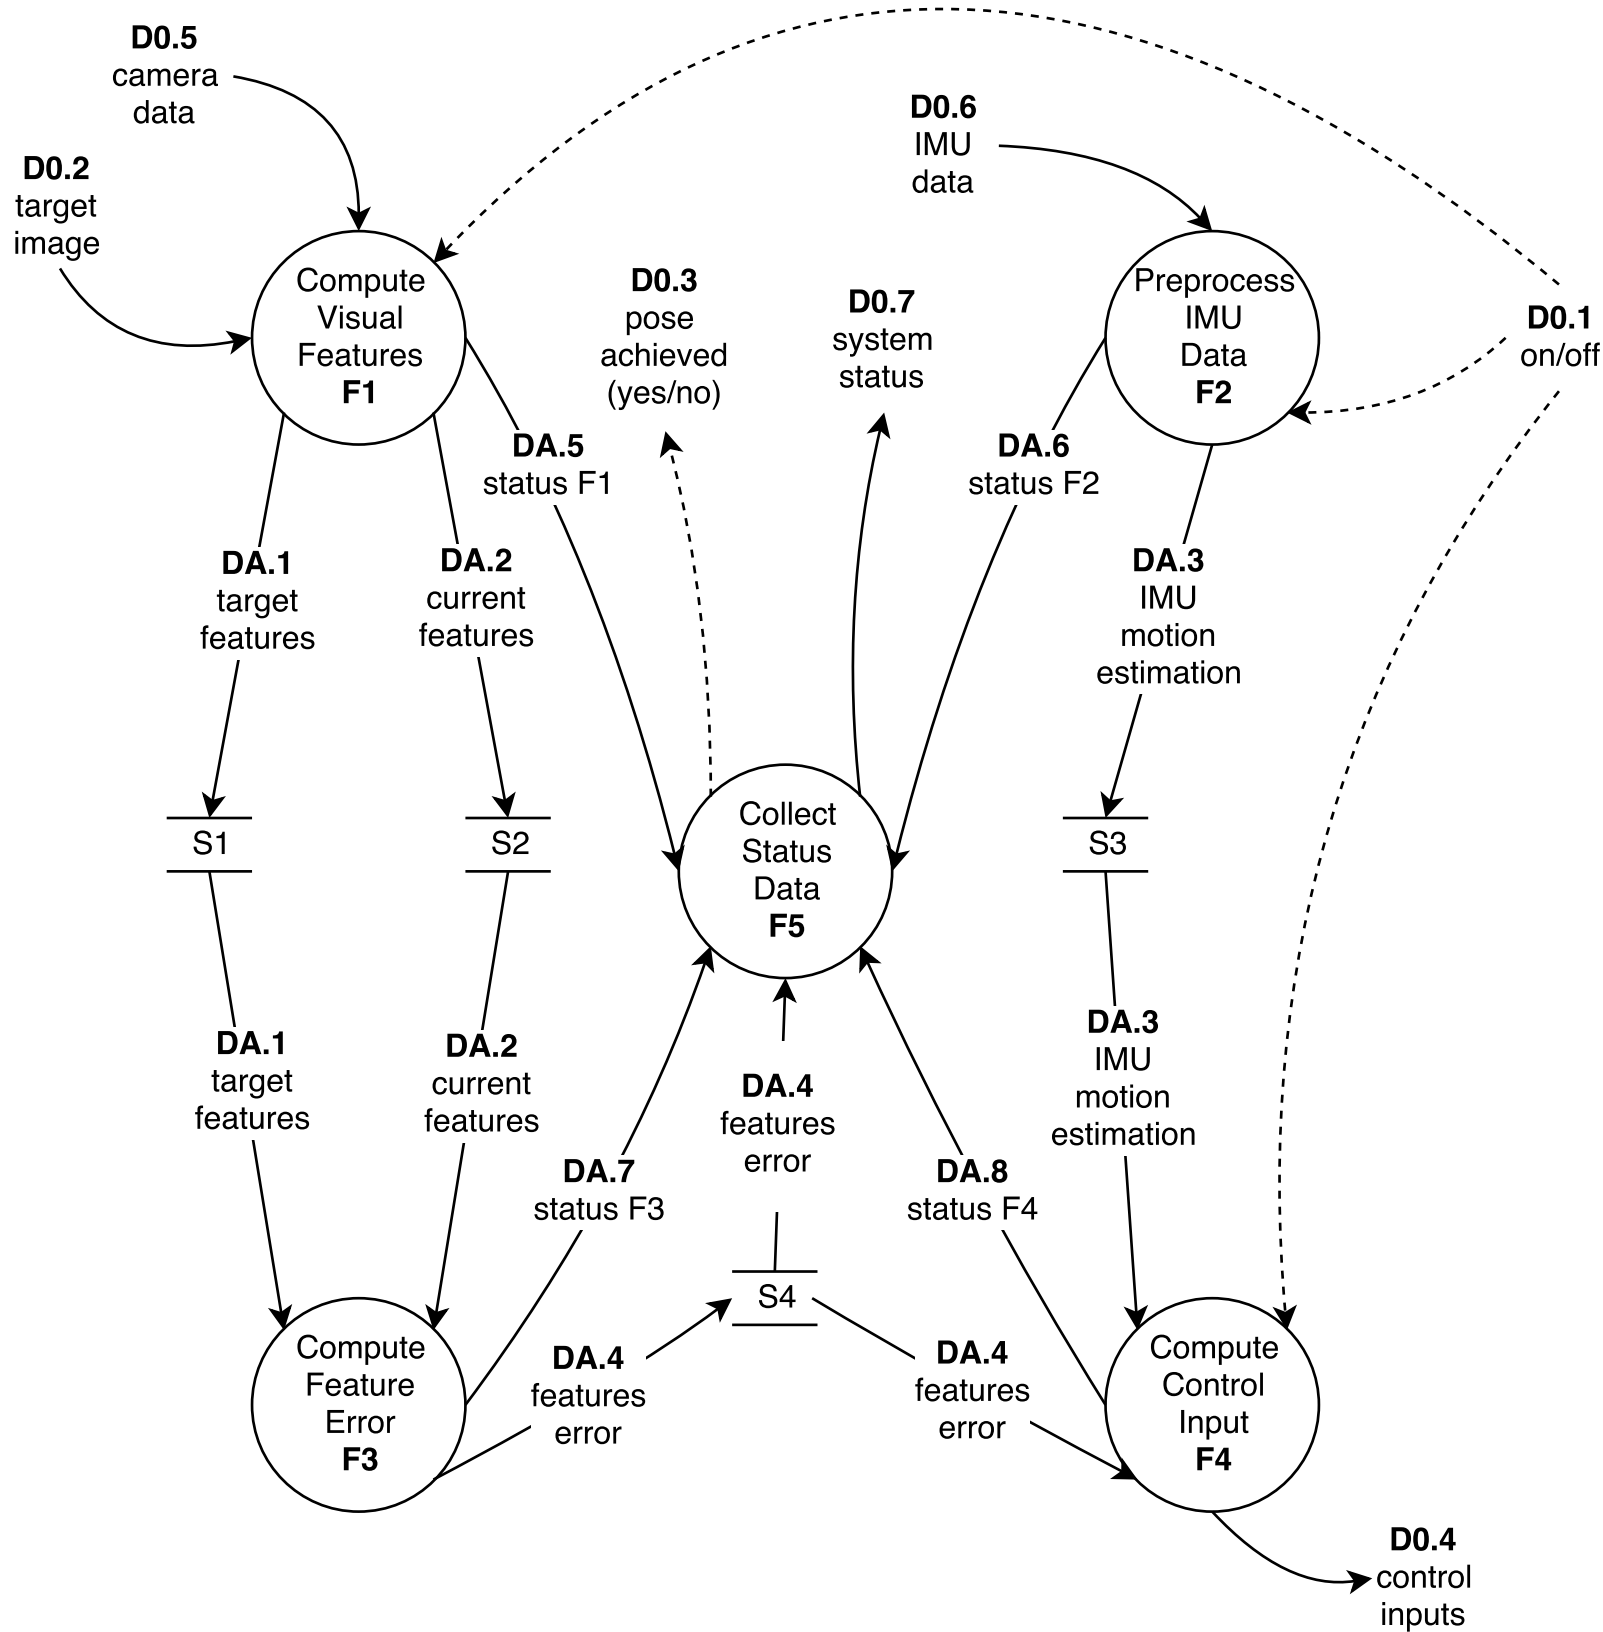 D0.5
camera
data
D0.2
target
image
D0.6
IMU
data
D0.1
on/off
Compute
Visual
Features
F1
D0.3
pose
achieved
(yes/no)
D0.7
system
status
Preprocess
IMU
Data
F2
DA.5
status F1
DA.6
status F2
DA.1
target
features
DA.2
current
features
DA.3
IMU
motion
estimation
S1
S2
Collect
Status
Data
F5
S3
DA.1
target
features
DA.2
current
features
DA.4
features
error
DA.3
IMU
motion
estimation
DA.7
status F3
DA.8
status F4
S4
Compute
Feature
Error
F3
DA.4
features
error
DA.4
features
error
Compute
Control
Input
F4
D0.4
control
inputs